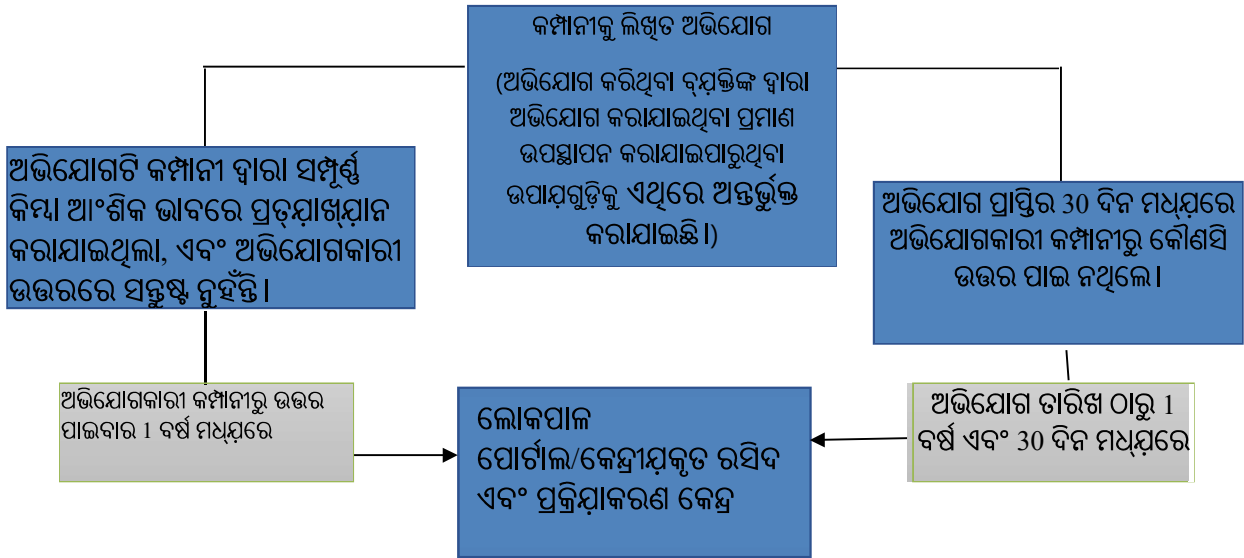 କମ୍ପାନୀକୁ ଲିଖିତ ଅଭିଯୋଗ
(ଅଭିଯୋଗ କରିଥିବା ବ୍ୟକ୍ତିଙ୍କ ଦ୍ୱାରା
ଅଭିଯୋଗ କରାଯାଇଥିବା ପ୍ରମାଣ
ଉପସ୍ଥାପନ କରାଯାଇପାରୁଥିବା
ଉପାୟଗୁଡ଼ିକୁ ଏଥିରେ ଅନ୍ତର୍ଭୁକ୍ତ
କରାଯାଇଛି।)
ଅଭିଯୋଗଟି କମ୍ପାନୀ ଦ୍ୱାରା ସମ୍ପୂର୍ଣ୍ଣ
କିମ୍ବା ଆଂଶିକ ଭାବରେ ପ୍ରତ୍ୟାଖ୍ୟାନ
କରାଯାଇଥିଲା, ଏବଂ ଅଭିଯୋଗକାରୀ
ଉତ୍ତରରେ ସନ୍ତୁଷ୍ଟ ନୁହଁନ୍ତି।
ଅଭିଯୋଗ ପ୍ରାପ୍ତିର 30 ଦିନ ମଧ୍ୟରେ
ଅଭିଯୋଗକାରୀ କମ୍ପାନୀରୁ କୌଣସି
ଉତ୍ତର ପାଇ ନଥିଲେ।
ଅଭିଯୋଗକାରୀ କମ୍ପାନୀରୁ ଉତ୍ତର
ପାଇବାର 1 ବର୍ଷ ମଧ୍ୟରେ
ଲୋକପାଳ
ପୋର୍ଟାଲ/କେନ୍ଦ୍ରୀୟକୃତ ରସିଦ
ଏବଂ ପ୍ରକ୍ରିୟାକରଣ କେନ୍ଦ୍ର
ଅଭିଯୋଗ ତାରିଖ ଠାରୁ 1
ବର୍ଷ ଏବଂ 30 ଦିନ ମଧ୍ୟରେ